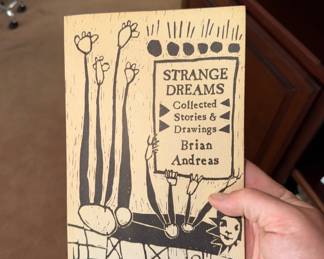 STRANGE
DREAMS
Collected
Stories &
Drawings
Brian
Andreas